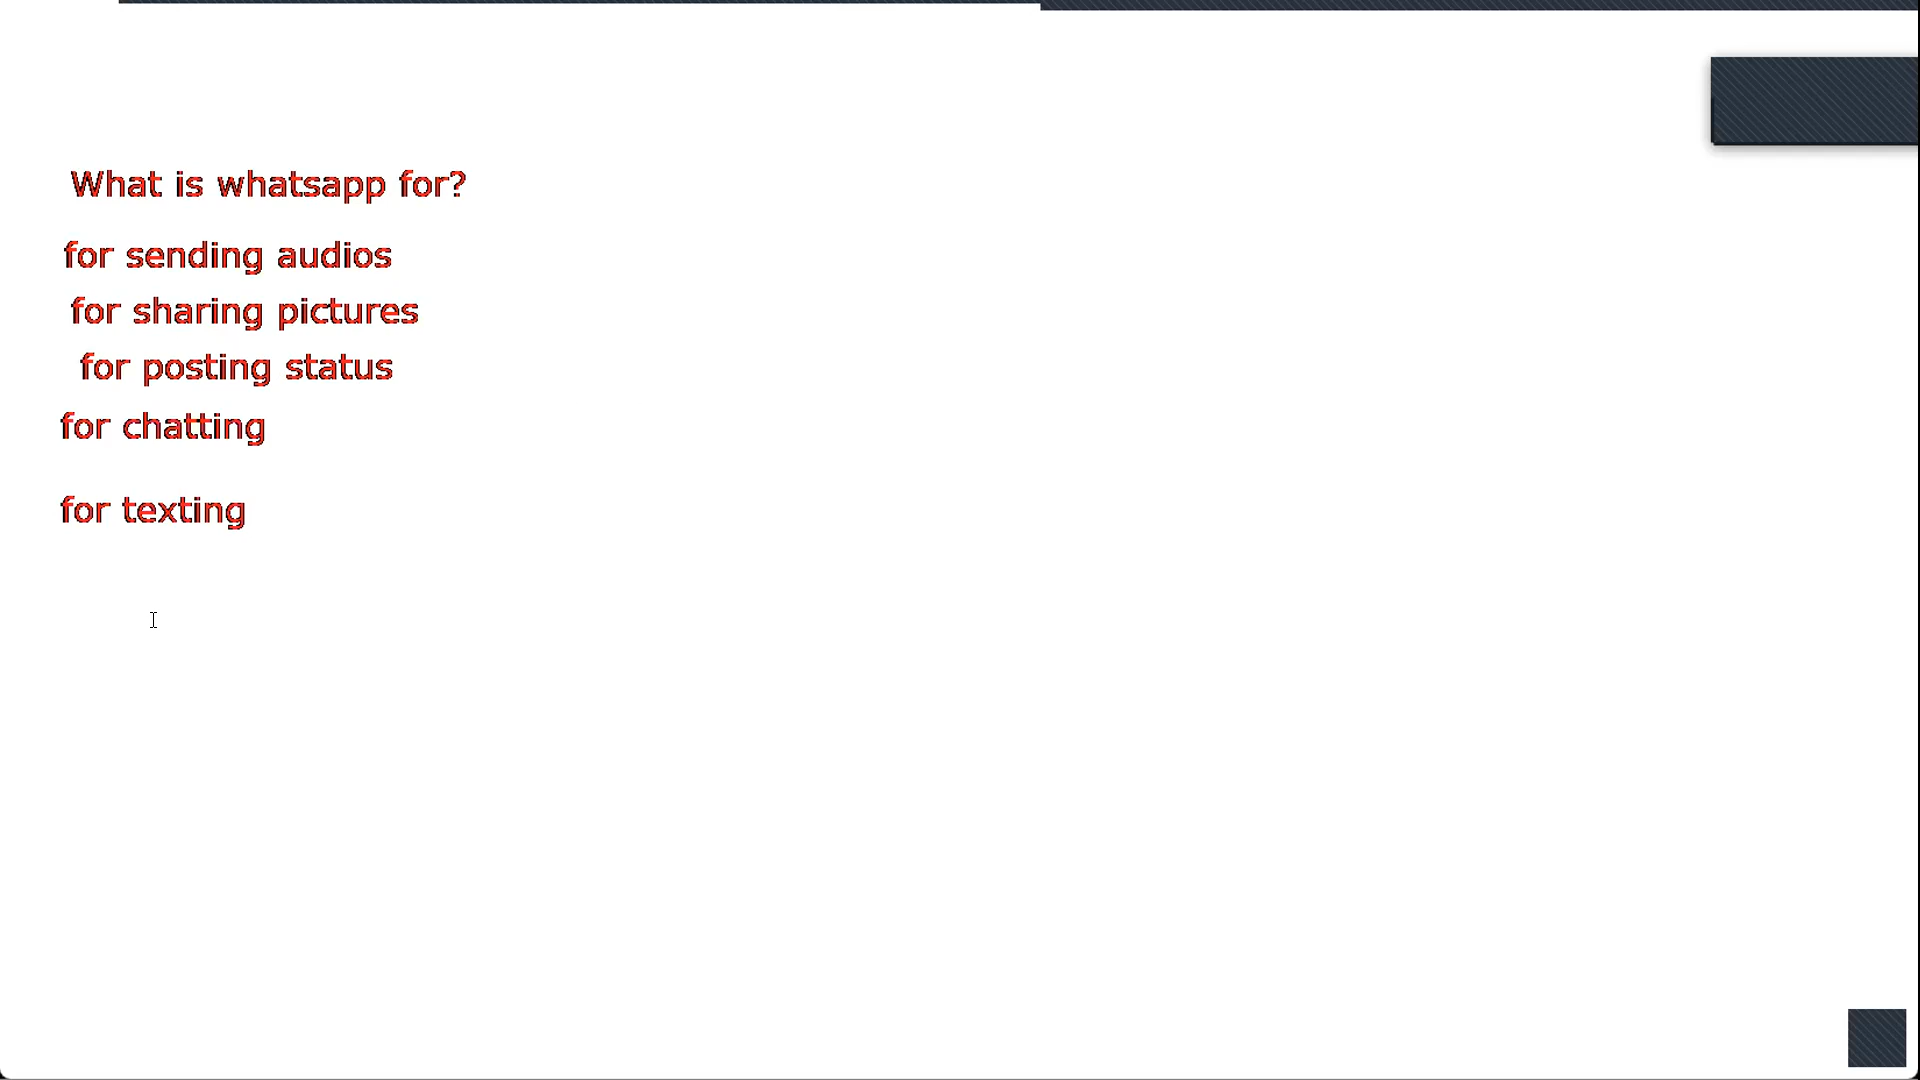 What is whatsapp for?
for sending audios
for sharing pictures
for posting status
for chatting
for texting